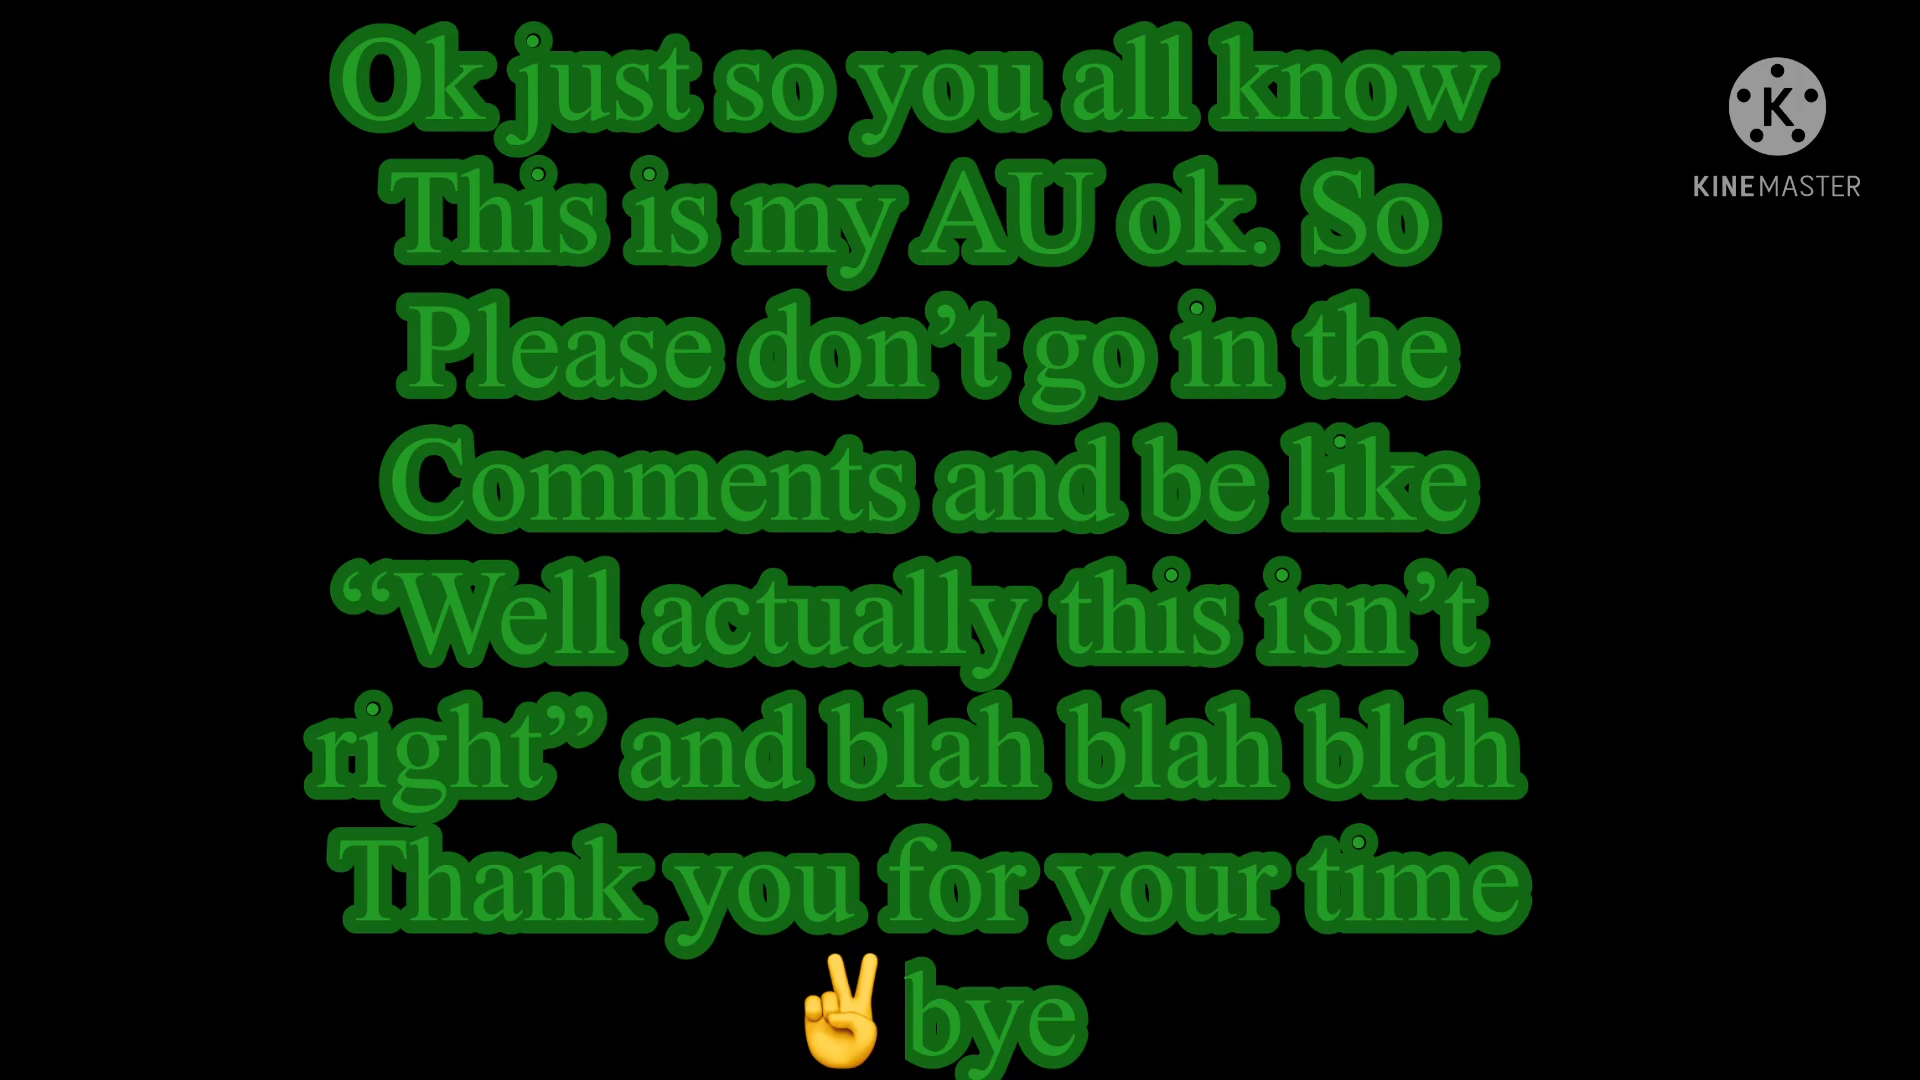 Ok just so you all know
This is my AU ok. So
Please don’t go in the
Comments and be like
“Well actually this isn’t
right” and blah blah blah
Thank you for your time
✌️ bye
K
KINEMASTER